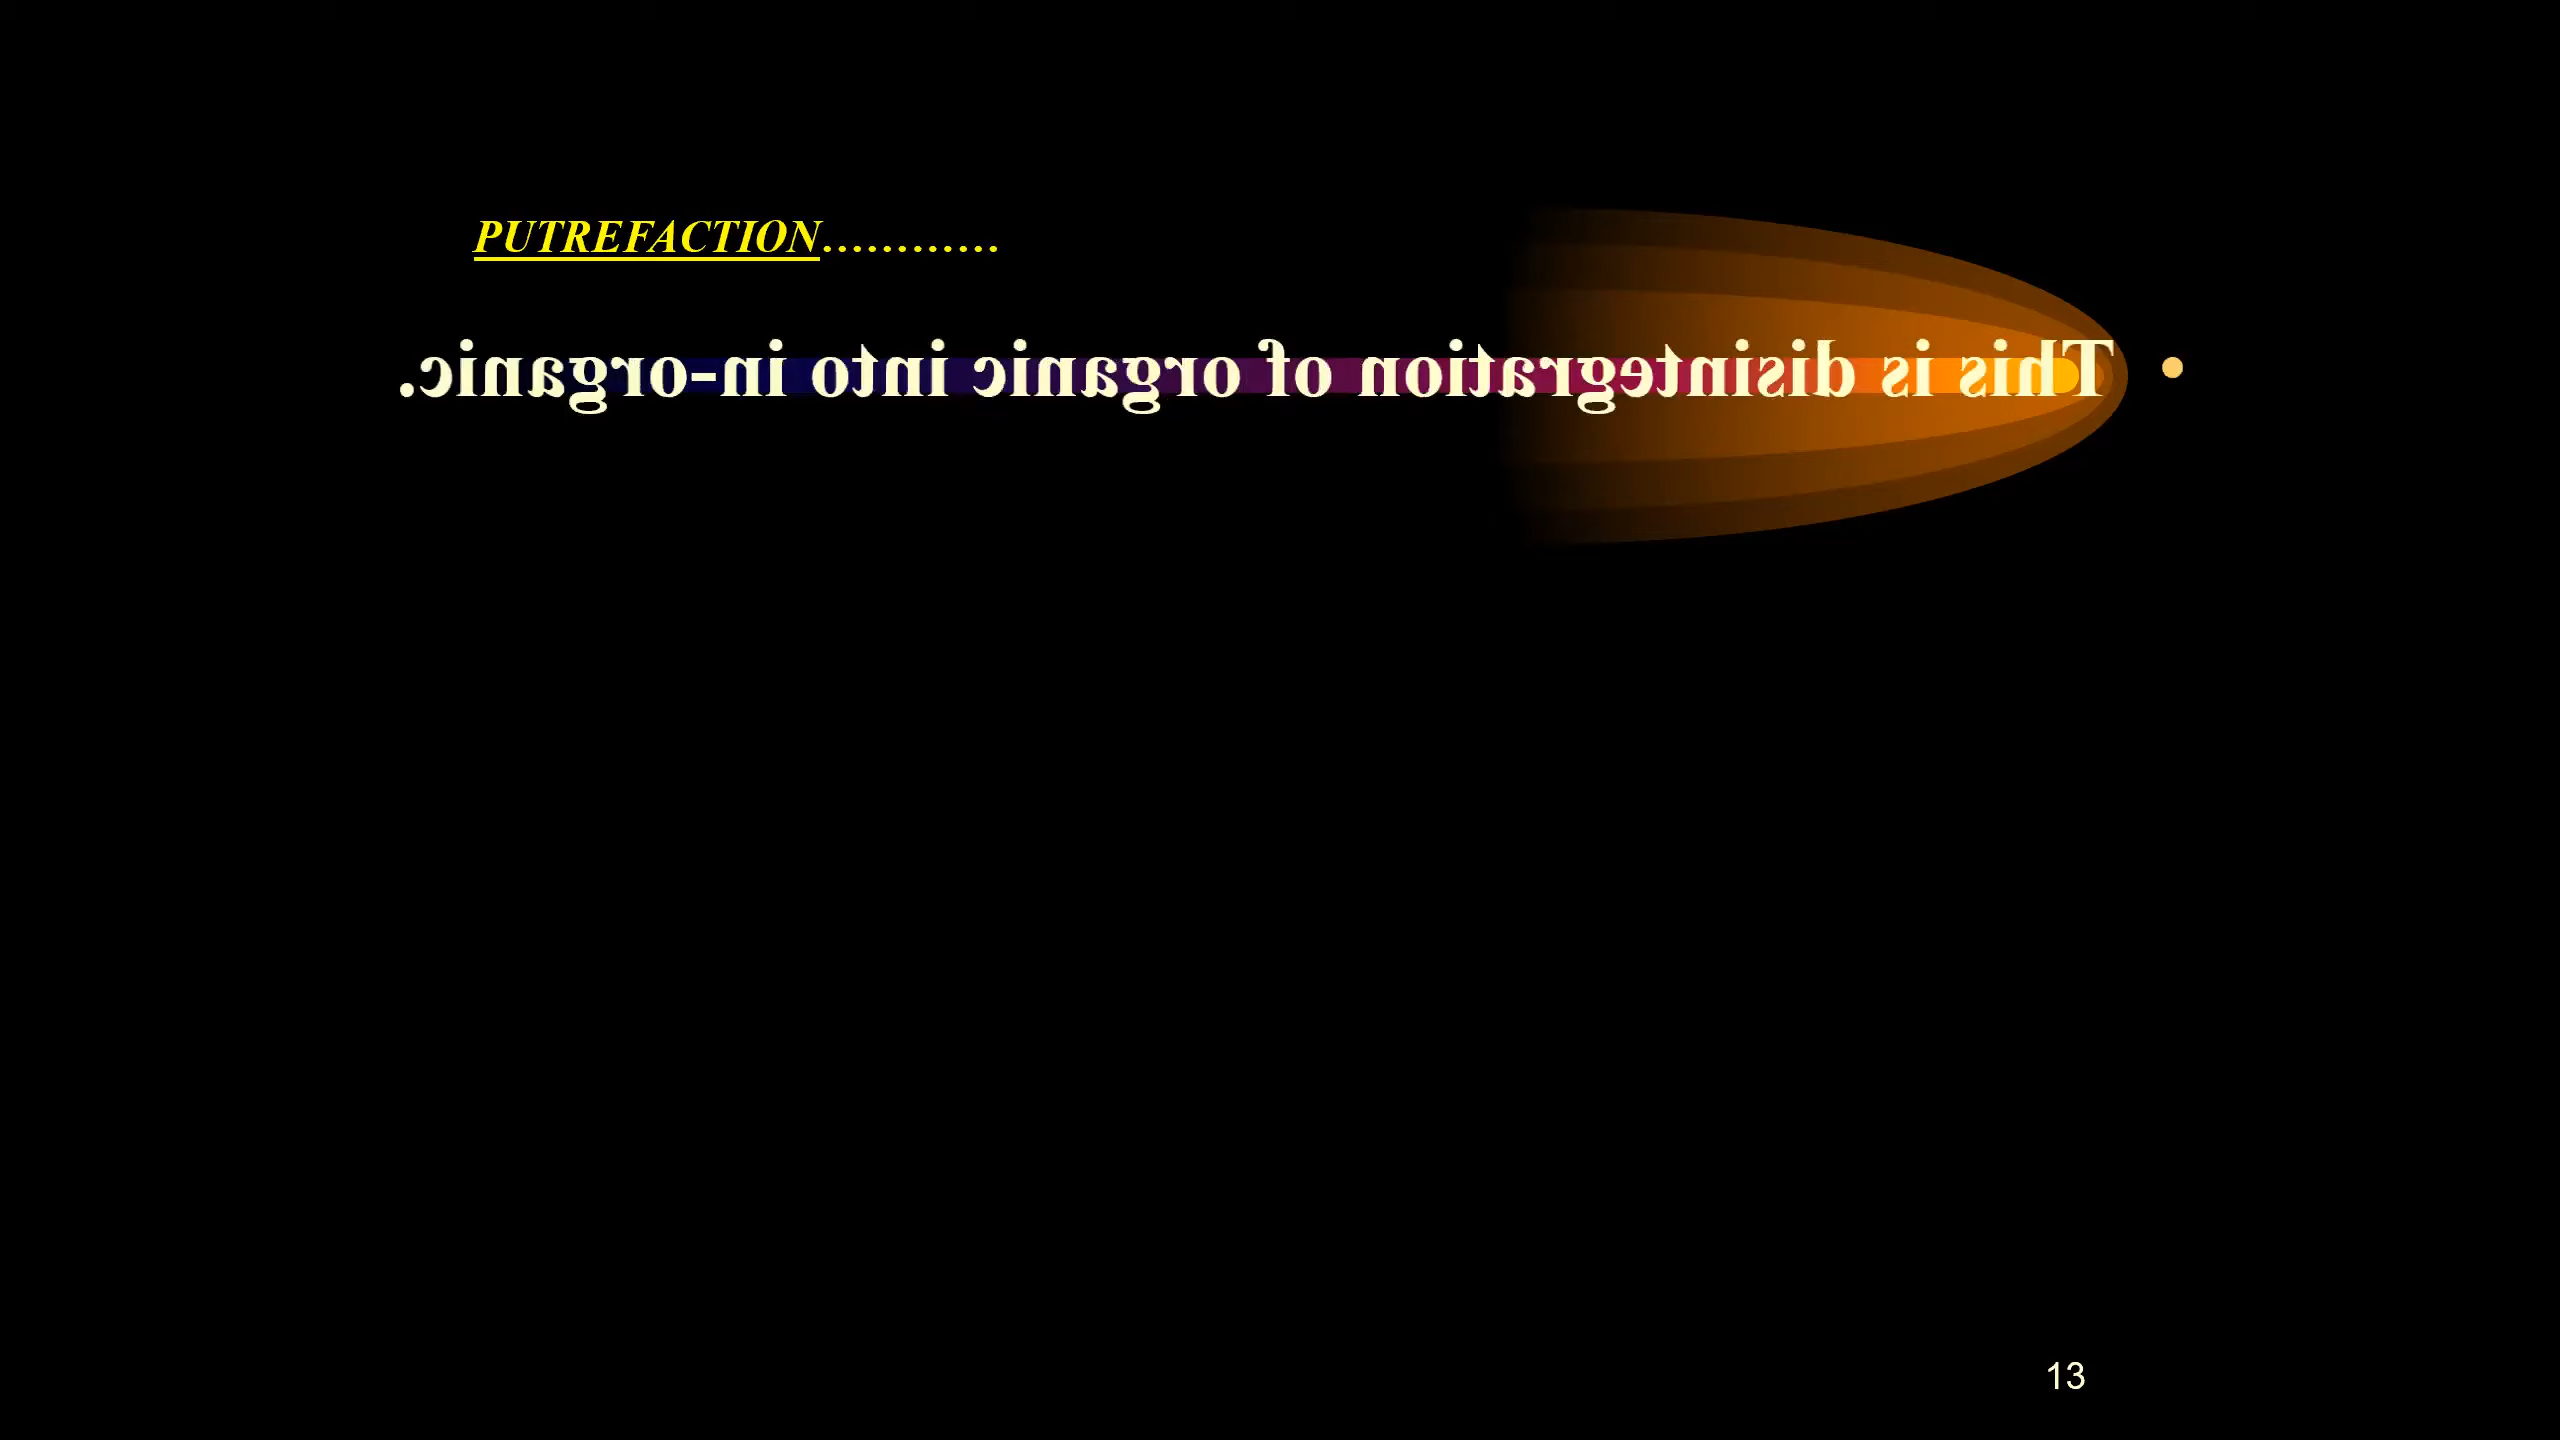 PUTREFACTION............
• This is disintegration of organic into in-organic.
13